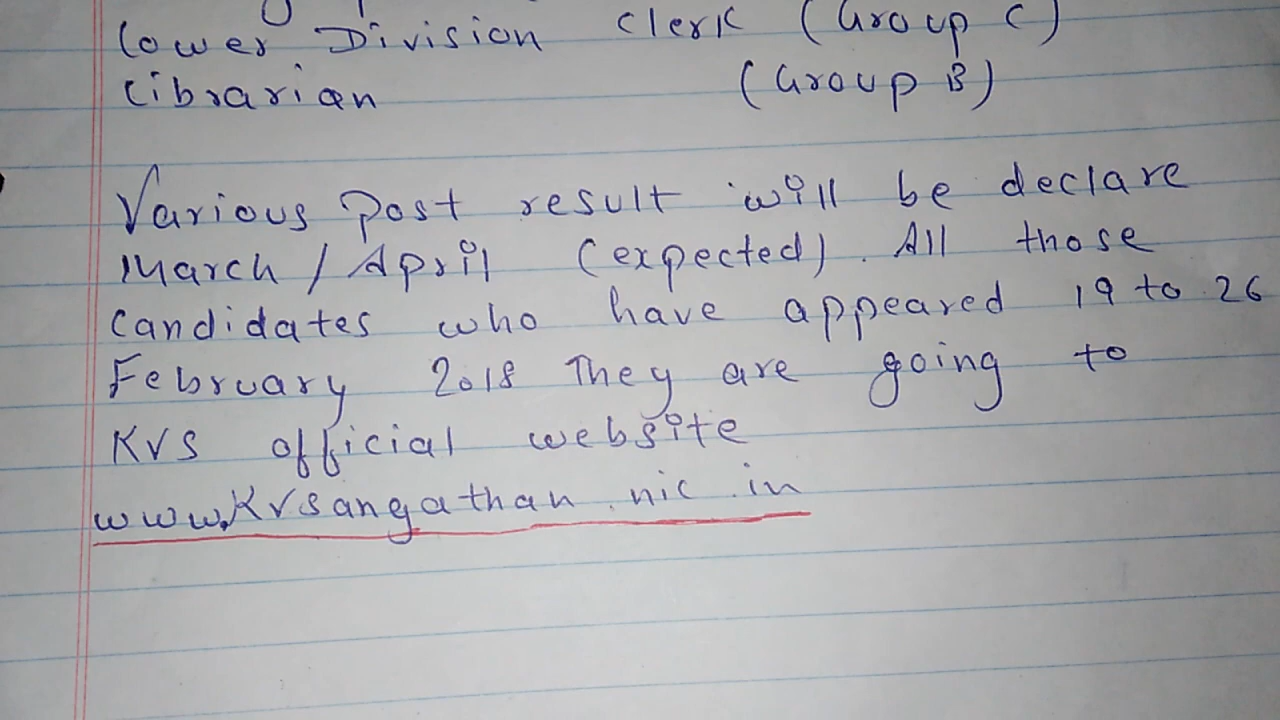 Lower Division Clerk (Group C)
Librarian (Group B)
Various Post result will be declare
March / April (expected). All those
candidates who have appeared 19 to 26
February 2018 They are going to
KVS official website
www.Kvsangathan.nic.in